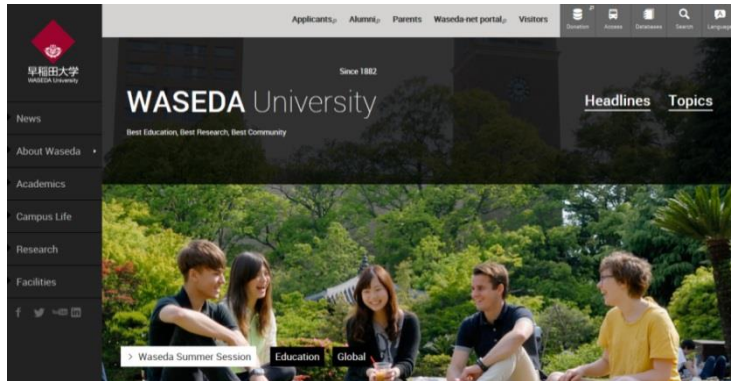 Applicants Alumni Parents Waseda-net portal Visitors
Donation Access Databases Search Language
早稲田大学
WASEDA University
News
About Waseda
Academics
Campus Life
Research
Facilities
Since 1882
WASEDA University
Best Education, Best Research, Best Community
Headlines Topics
> Waseda Summer Session Education Global